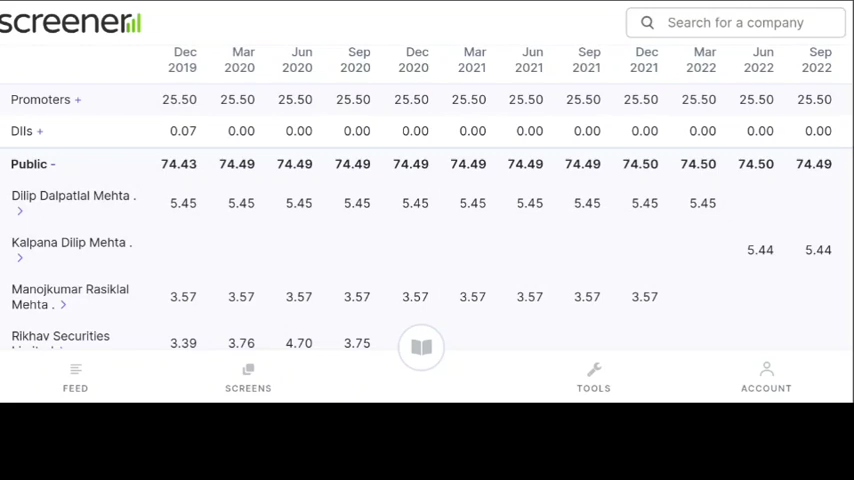 screener
Search for a company
Dec Mar Jun Sep Dec Mar Jun Sep Dec Mar Jun Sep
2019 2020 2020 2020 2020 2021 2021 2021 2021 2022 2022 2022
Promoters + 25.50 25.50 25.50 25.50 25.50 25.50 25.50 25.50 25.50 25.50 25.50 25.50
DIIs + 0.07 0.00 0.00 0.00 0.00 0.00 0.00 0.00 0.00 0.00 0.00 0.00
Public - 74.43 74.49 74.49 74.49 74.49 74.49 74.49 74.49 74.50 74.50 74.50 74.49
Dilip Dalpatlal Mehta . 5.45 5.45 5.45 5.45 5.45 5.45 5.45 5.45 5.45 5.45
Kalpana Dilip Mehta . 5.44 5.44
Manojkumar Rasiklal
Mehta . 3.57 3.57 3.57 3.57 3.57 3.57 3.57 3.57 3.57
Rikhav Securities 3.39 3.76 4.70 3.75
FEED SCREENS TOOLS ACCOUNT